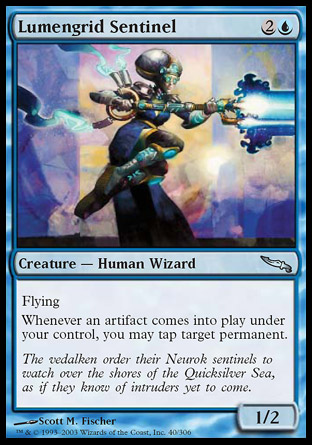 Lumengrid Sentinel 2
Creature — Human Wizard
Flying
Whenever an artifact comes into play under
your control, you may tap target permanent.
The vedalken order their Neurok sentinels to
watch over the shores of the Quicksilver Sea,
as if they know of intruders yet to come.
Scott M. Fischer
™ & © 1993–2003 Wizards of the Coast, Inc. 40/306
1/2